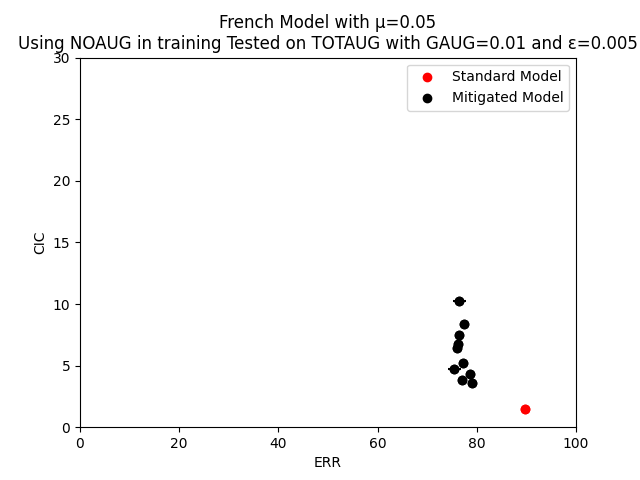 French Model with μ=0.05
Using NOAUG in training Tested on TOTAUG with GAUG=0.01 and ε=0.005
Standard Model
Mitigated Model
30
25
20
15
10
5
0
CIC
0 20 40 60 80 100
ERR